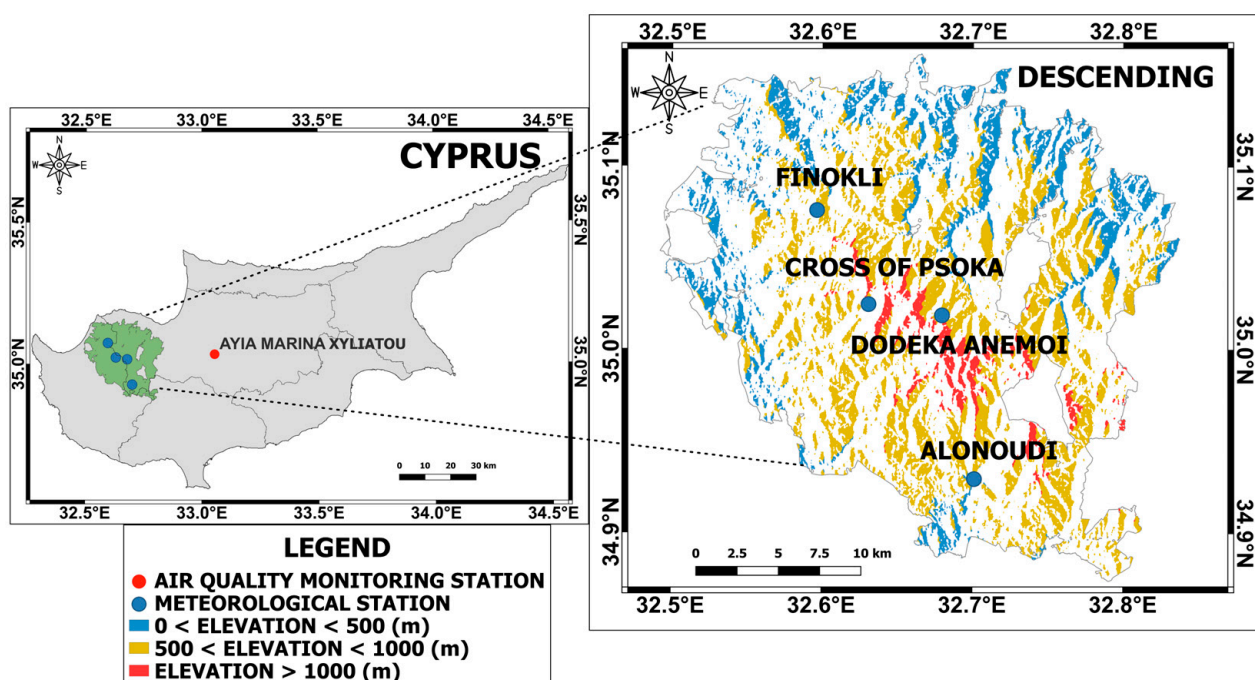 32.5°E 33.0°E 33.5°E 34.0°E 34.5°E
N
W E
S
CYPRUS
35.5°N
35.5°N
AYIA MARINA XYLIATOU
35.0°N
35.0°N
0 10 20 30 km
32.5°E 33.0°E 33.5°E 34.0°E 34.5°E
32.5°E 32.6°E 32.7°E 32.8°E
N
W E
S
DESCENDING
35.1°N
35.1°N
FINOKLI
CROSS OF PSOKA
DODEKA ANEMOI
35.0°N
35.0°N
ALONOUDI
34.9°N
34.9°N
0 2.5 5 7.5 10 km
32.5°E 32.6°E 32.7°E 32.8°E
LEGEND
AIR QUALITY MONITORING STATION
METEOROLOGICAL STATION
0 < ELEVATION < 500 (m)
500 < ELEVATION < 1000 (m)
ELEVATION > 1000 (m)